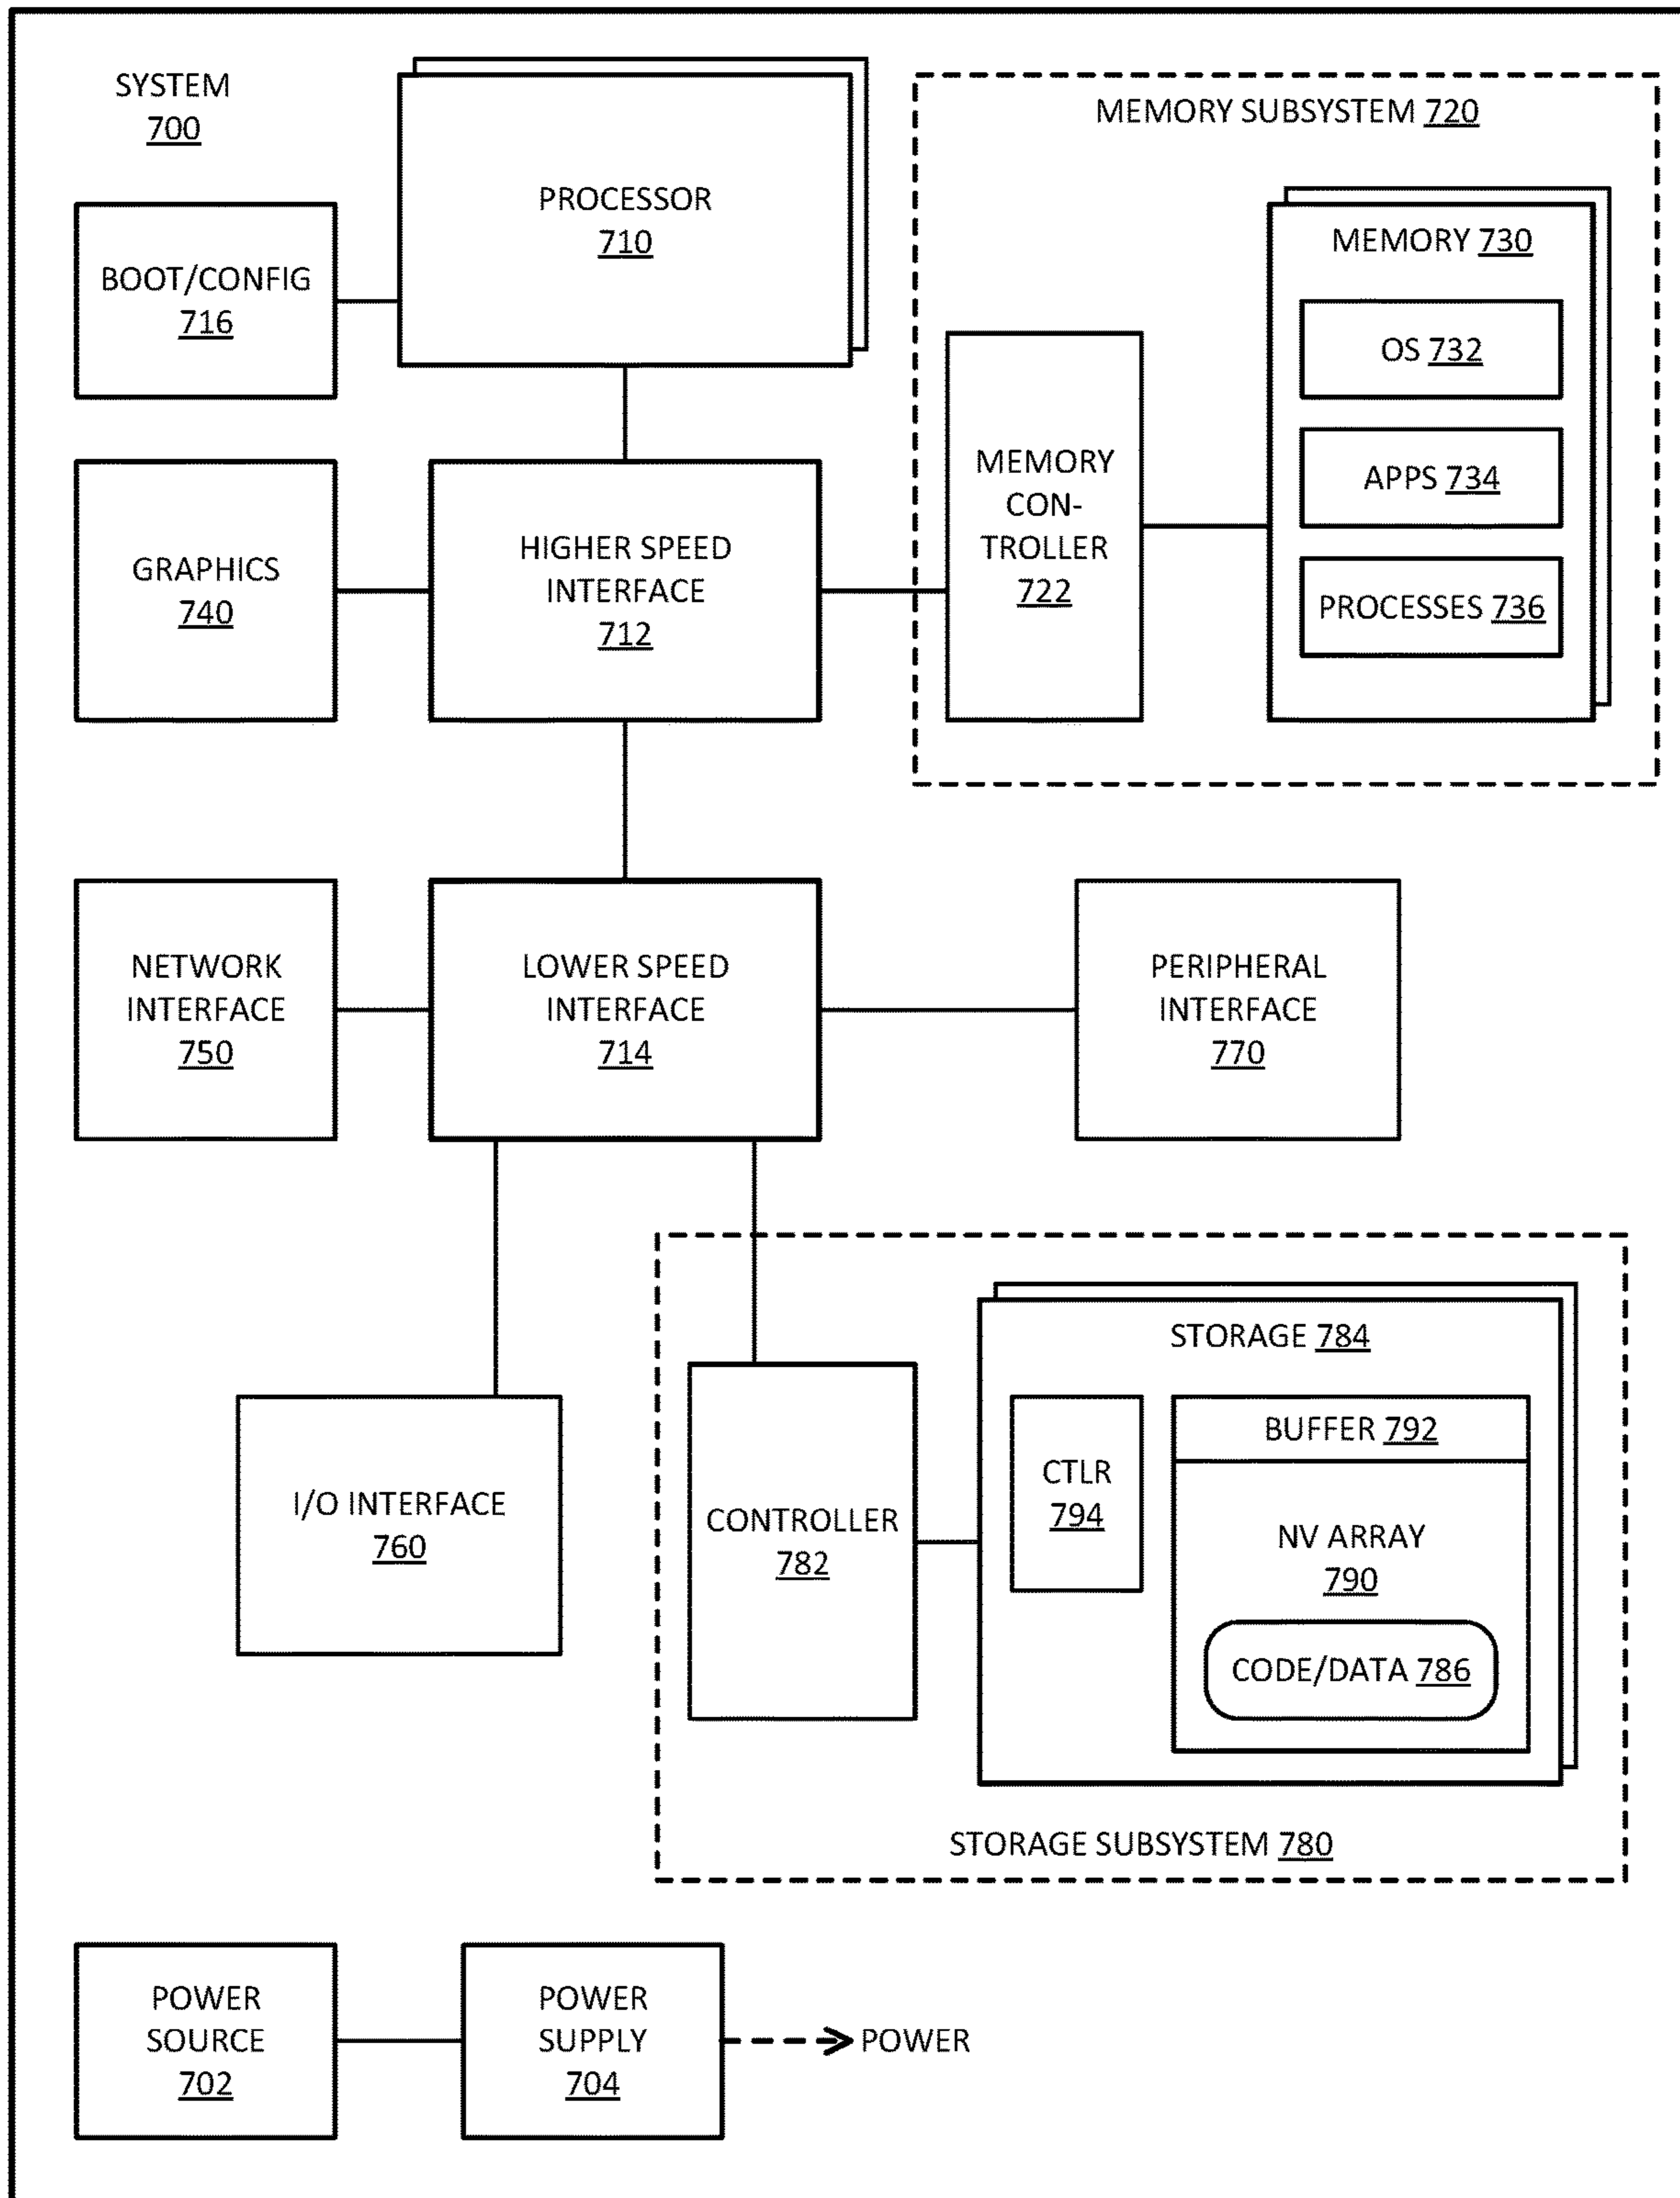 SYSTEM
700
PROCESSOR
710
BOOT/CONFIG
716
MEMORY SUBSYSTEM 720
MEMORY 730
OS 732
APPS 734
PROCESSES 736
MEMORY
CON-
TROLLER
722
GRAPHICS
740
HIGHER SPEED
INTERFACE
712
NETWORK
INTERFACE
750
LOWER SPEED
INTERFACE
714
PERIPHERAL
INTERFACE
770
I/O INTERFACE
760
CONTROLLER
782
STORAGE 784
CTLR
794
BUFFER 792
NV ARRAY
790
CODE/DATA 786
STORAGE SUBSYSTEM 780
POWER
SOURCE
702
POWER
SUPPLY
704
POWER